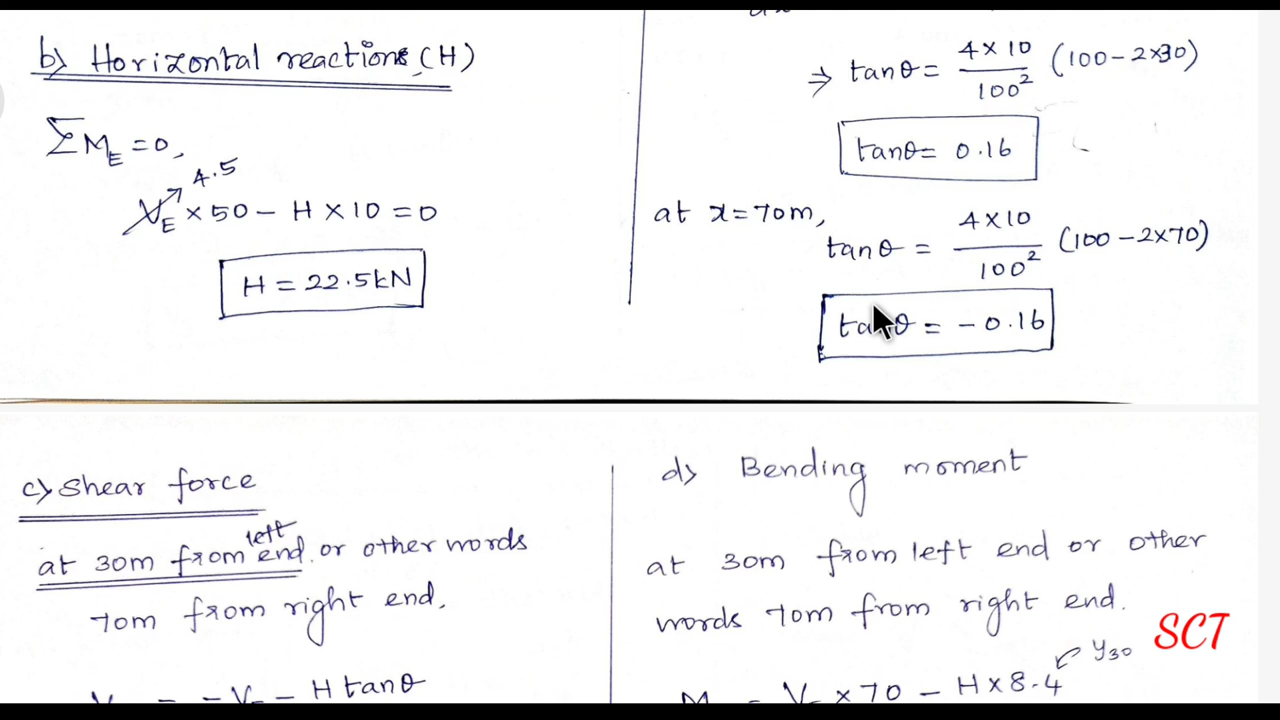 b) Horizontal reactions (H)
ΣM_E = 0,
4.5
V_E × 50 - H × 10 = 0
H = 22.5kN
⇒ tanθ = 4×10/100² (100 - 2×30)
tanθ = 0.16
at x = 70m,
tanθ = 4×10/100² (100 - 2×70)
tanθ = -0.16
c) Shear force
at 30m from left end. or other words
70m from right end.
= -V - H tanθ
d) Bending moment
at 30m from left end or other
words 70m from right end.
y30
M = V × 70 - H × 8.4
SCT